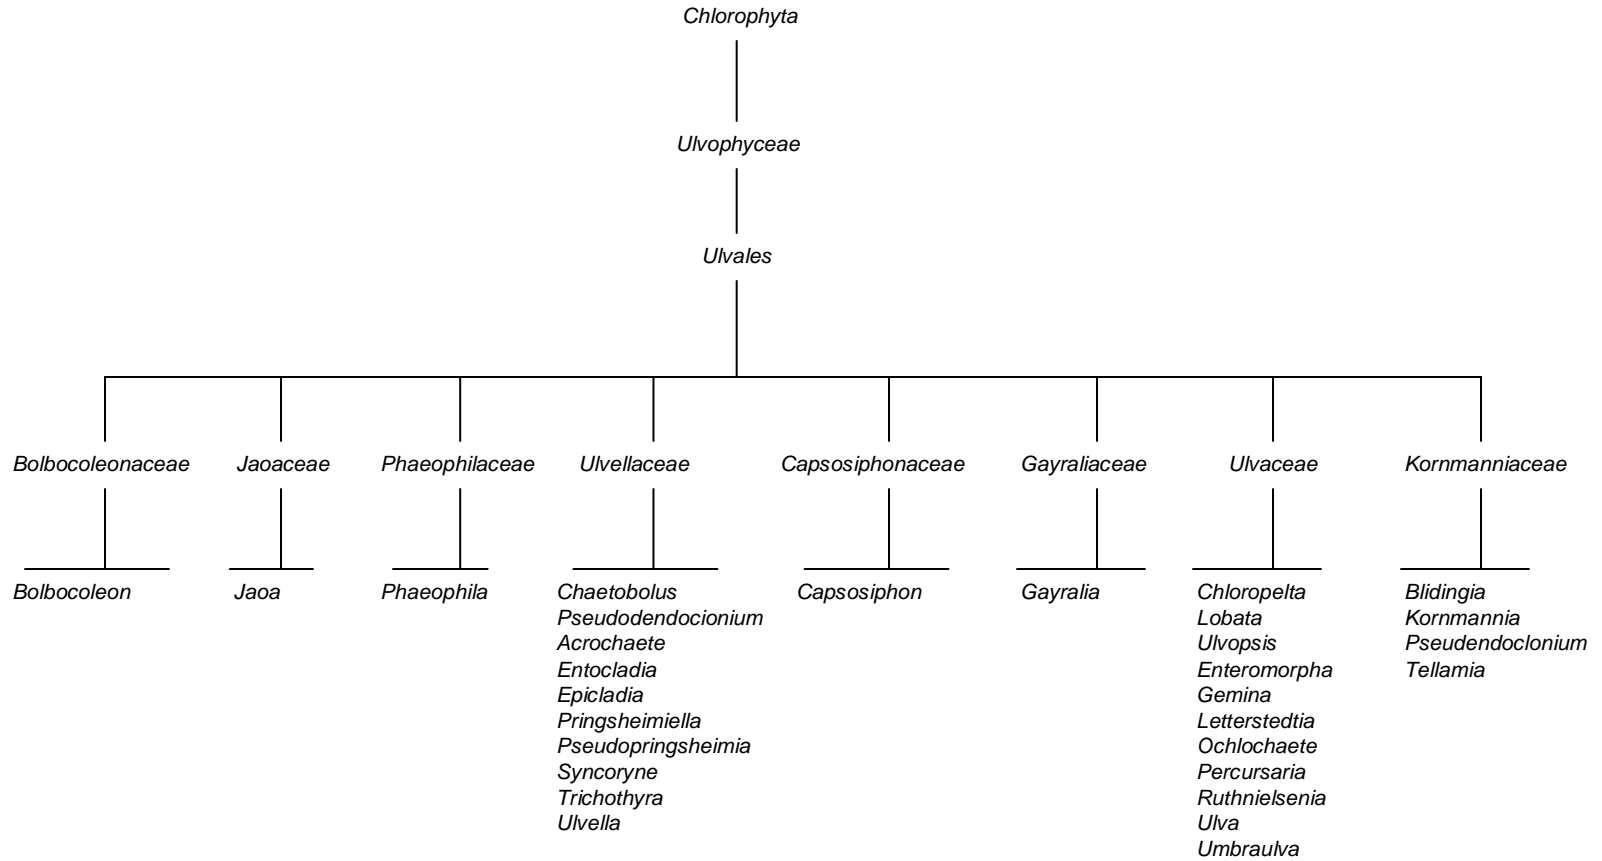 Chlorophyta
Ulvophyceae
Ulvales
Bolbocoleonaceae
Jaoaceae
Phaeophilaceae
Ulvellaceae
Capsosiphonaceae
Gayraliaceae
Ulvaceae
Kornmanniaceae
Bolbocoleon
Jaoa
Phaeophila
Chaetobolus
Pseudodendocionium
Acrochaete
Entocladia
Epicladia
Pringsheimiella
Pseudopringsheimia
Syncoryne
Trichothyra
Ulvella
Capsosiphon
Gayralia
Chloropelta
Lobata
Ulvopsis
Enteromorpha
Gemina
Letterstedtia
Ochlochaete
Percursaria
Ruthnielsenia
Ulva
Umbraulva
Blidingia
Kornmannia
Pseudendoclonium
Tellamia